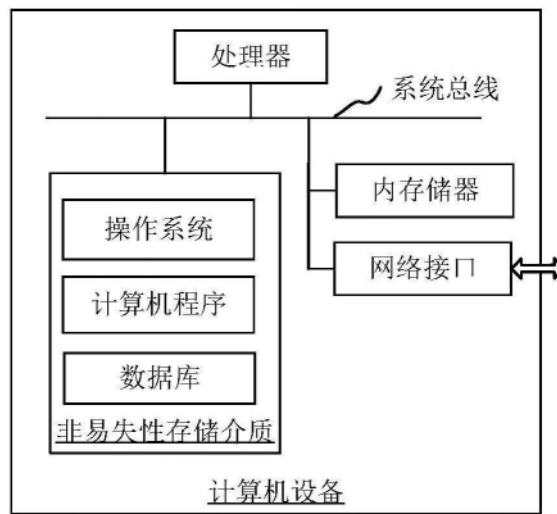 处理器
系统总线
内存储器
操作系统
网络接口
计算机程序
数据库
非易失性存储介质
计算机设备